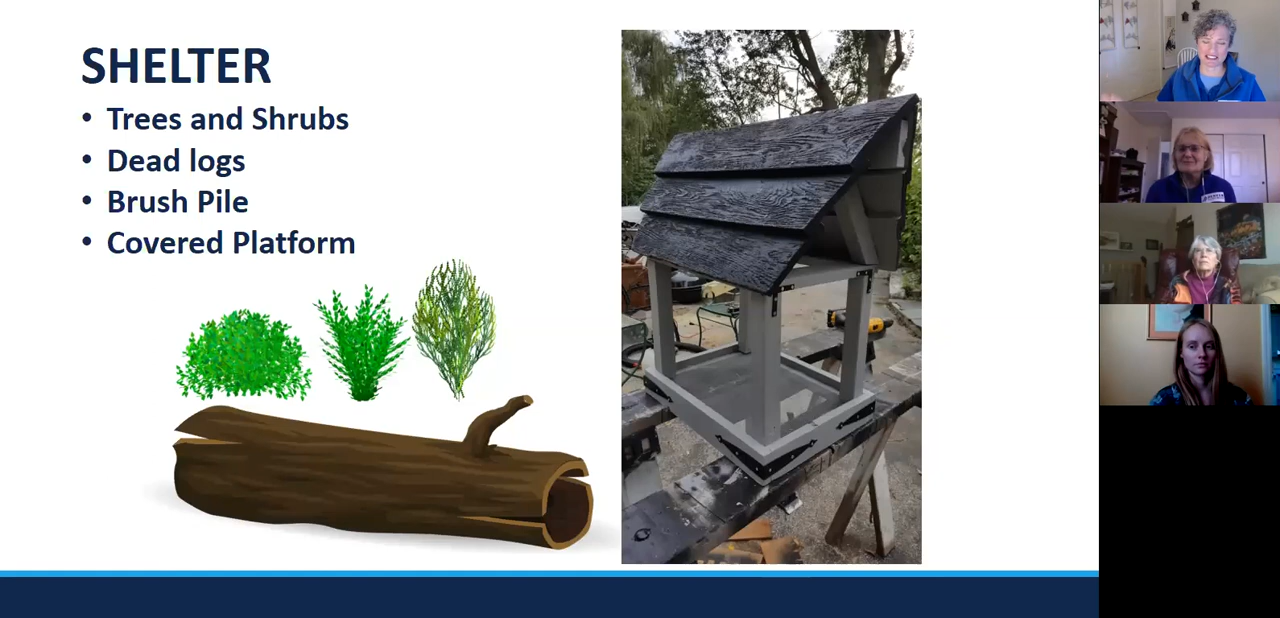 SHELTER
• Trees and Shrubs
• Dead logs
• Brush Pile
• Covered Platform